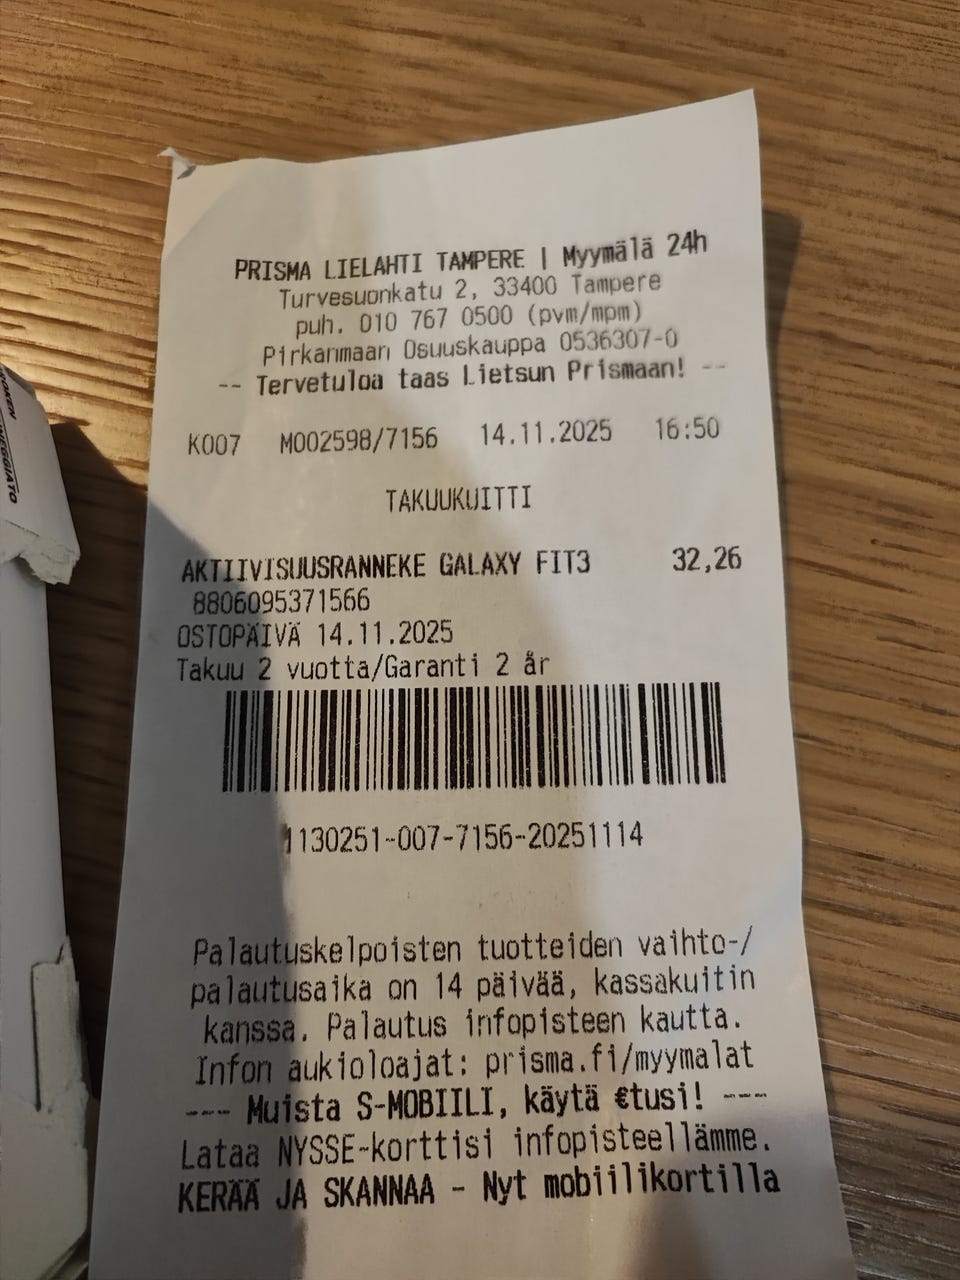 PRISMA LIELAHTI TAMPERE | Myymälä 24h
Turvesuonkatu 2, 33400 Tampere
puh. 010 767 0500 (pvm/mpm)
Pirkanmaan Osuuskauppa 0536307-0
-- Tervetuloa taas Lietsun Prismaan! --
K007 M002598/7156 14.11.2025 16:50
TAKUUKUITTI
AKTIIVISUUSRANNEKE GALAXY FIT3 32,26
8806095371566
OSTOPÄIVÄ 14.11.2025
Takuu 2 vuotta/Garanti 2 år
1130251-007-7156-20251114
Palautuskelpoisten tuotteiden vaihto-/
palautusaika on 14 päivää, kassakuitin
kanssa. Palautus infopisteen kautta.
Infon aukioloajat: prisma.fi/myymalat
--- Muista S-MOBIILI, käytä €tusi! ---
Lataa NYSSE-korttisi infopisteellämme.
KERÄÄ JA SKANNAA - Nyt mobiilikortilla